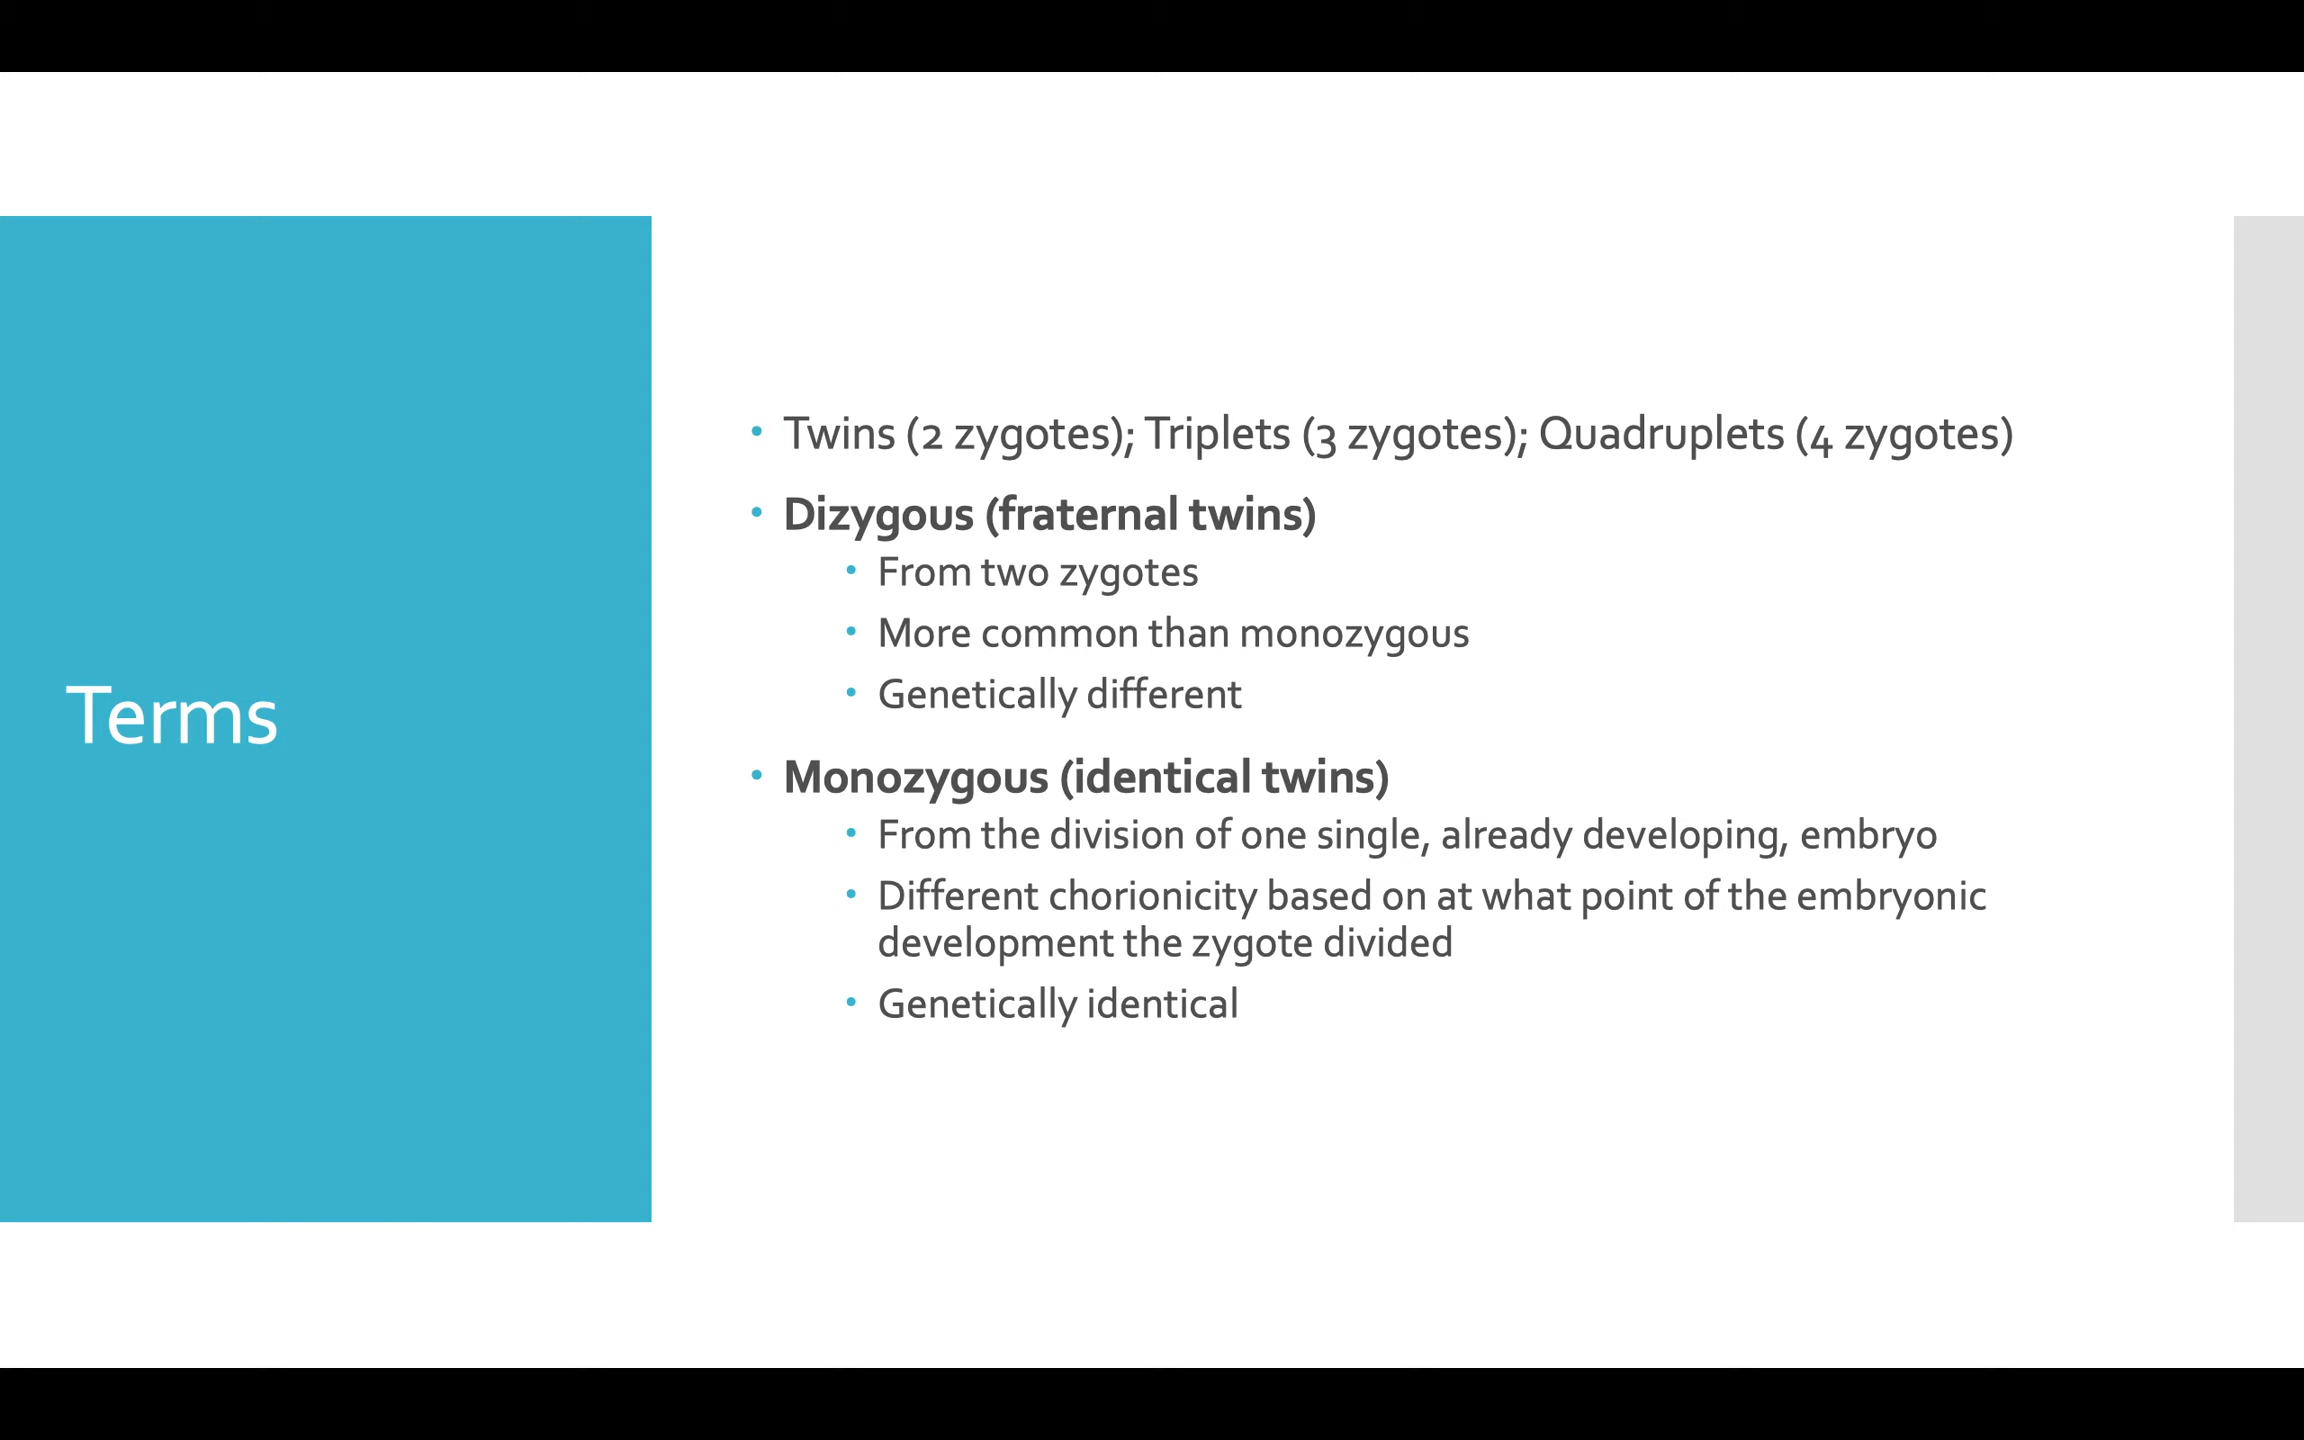 Terms
Twins (2 zygotes); Triplets (3 zygotes); Quadruplets (4 zygotes)
Dizygous (fraternal twins)
From two zygotes
More common than monozygous
Genetically different
Monozygous (identical twins)
From the division of one single, already developing, embryo
Different chorionicity based on at what point of the embryonic
development the zygote divided
Genetically identical